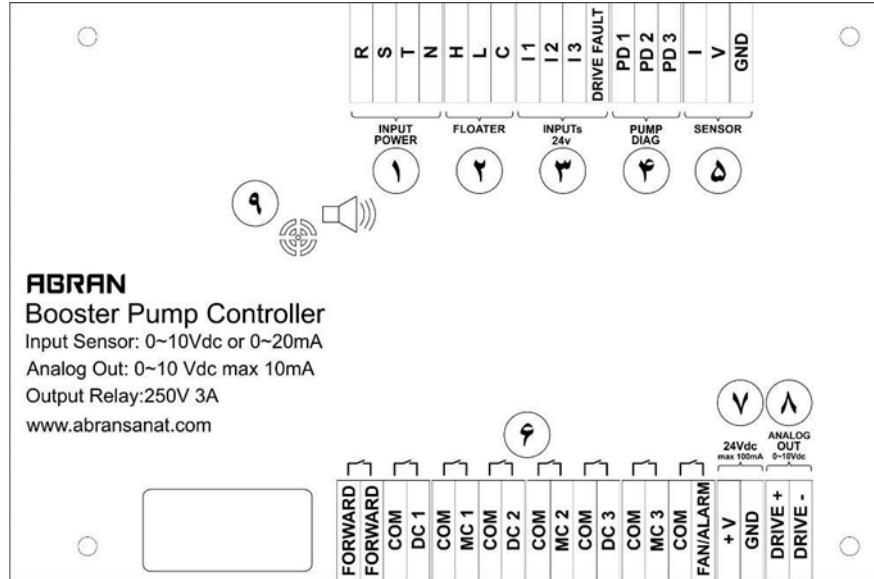 R S T N H L C I1 I2 I3 DRIVE FAULT PD 1 PD 2 PD 3 I V GND
INPUT POWER FLOATER INPUTs 24v PUMP DIAG SENSOR
۱ ۲ ۳ ۴ ۵
۹
ABRAN
Booster Pump Controller
Input Sensor: 0~10Vdc or 0~20mA
Analog Out: 0~10 Vdc max 10mA
Output Relay:250V 3A
www.abransanat.com
۶ ۷ ۸
24Vdc max 100mA ANALOG OUT 0~10Vdc
FORWARD FORWARD COM DC 1 COM MC 1 COM DC 2 COM MC 2 COM DC 3 COM MC 3 COM FAN/ALARM + V GND DRIVE + DRIVE -